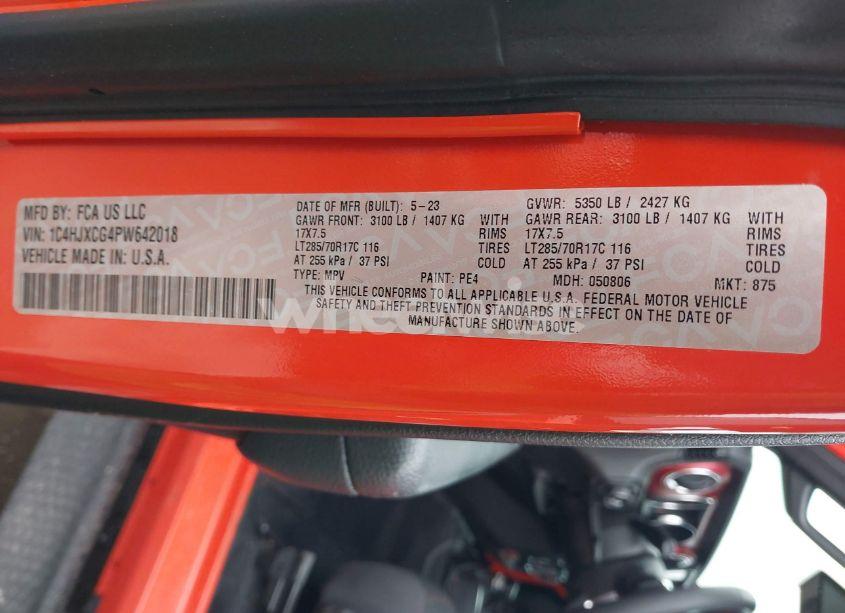 MFD BY: FCA US LLC
VIN: 1C4HJXCG4PW642018
VEHICLE MADE IN: U.S.A.
DATE OF MFR (BUILT): 5-23 GVWR: 5350 LB / 2427 KG
GAWR FRONT: 3100 LB / 1407 KG WITH GAWR REAR: 3100 LB / 1407 KG WITH
17X7.5 RIMS 17X7.5 RIMS
LT285/70R17C 116 TIRES LT285/70R17C 116 TIRES
AT 255 kPa / 37 PSI COLD AT 255 kPa / 37 PSI COLD
TYPE: MPV PAINT: PE4 MDH: 050806 MKT: 875
THIS VEHICLE CONFORMS TO ALL APPLICABLE U.S.A. FEDERAL MOTOR VEHICLE
SAFETY AND THEFT PREVENTION STANDARDS IN EFFECT ON THE DATE OF
MANUFACTURE SHOWN ABOVE.